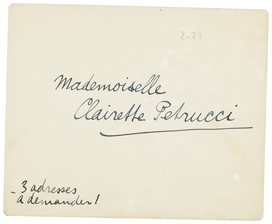 2.23
Mademoiselle
Clairette Petrucci
- 3 adresses
à demander !